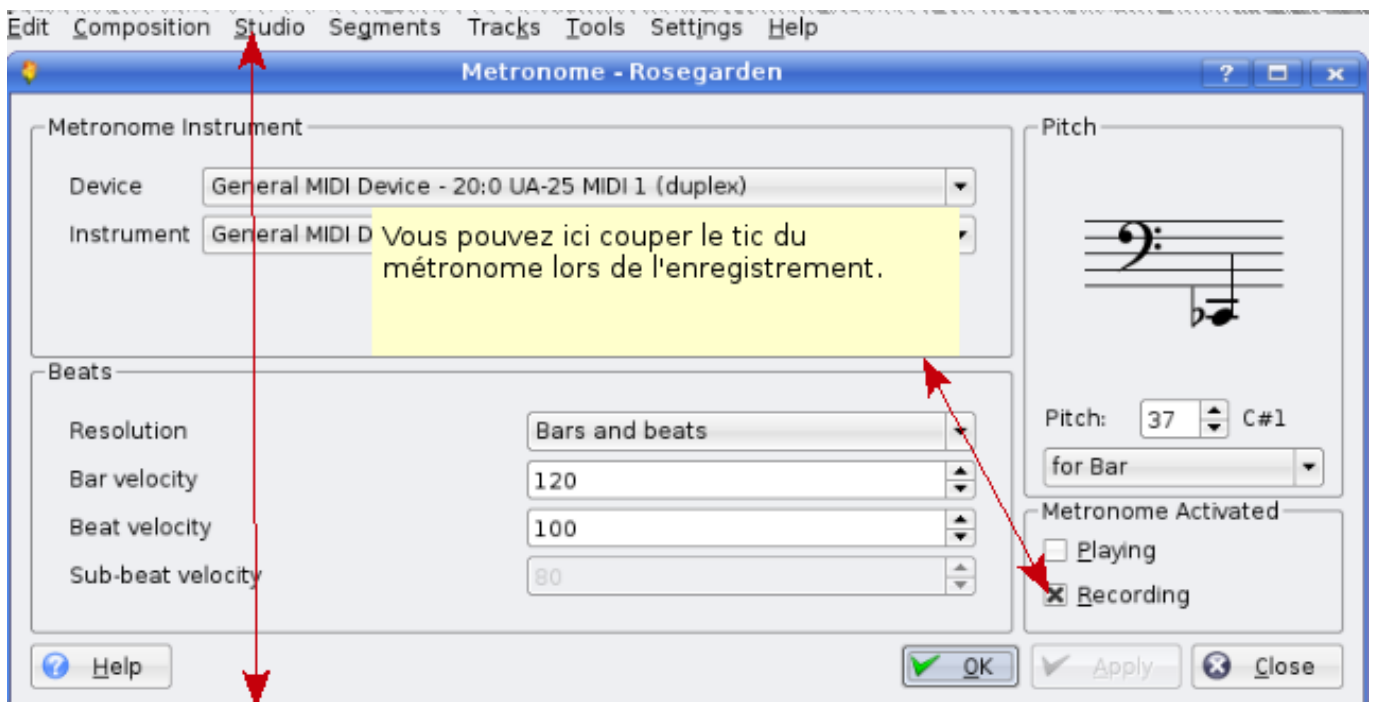 Edit Composition Studio Segments Tracks Tools Settings Help
Metronome - Rosegarden
Metronome Instrument
Device General MIDI Device - 20:0 UA-25 MIDI 1 (duplex)
Instrument General MIDI D
Vous pouvez ici couper le tic du
métronome lors de l'enregistrement.
Beats
Resolution Bars and beats
Bar velocity 120
Beat velocity 100
Sub-beat velocity 80
Pitch
Pitch: 37 C#1
for Bar
Metronome Activated
Playing
Recording
Help OK Apply Close